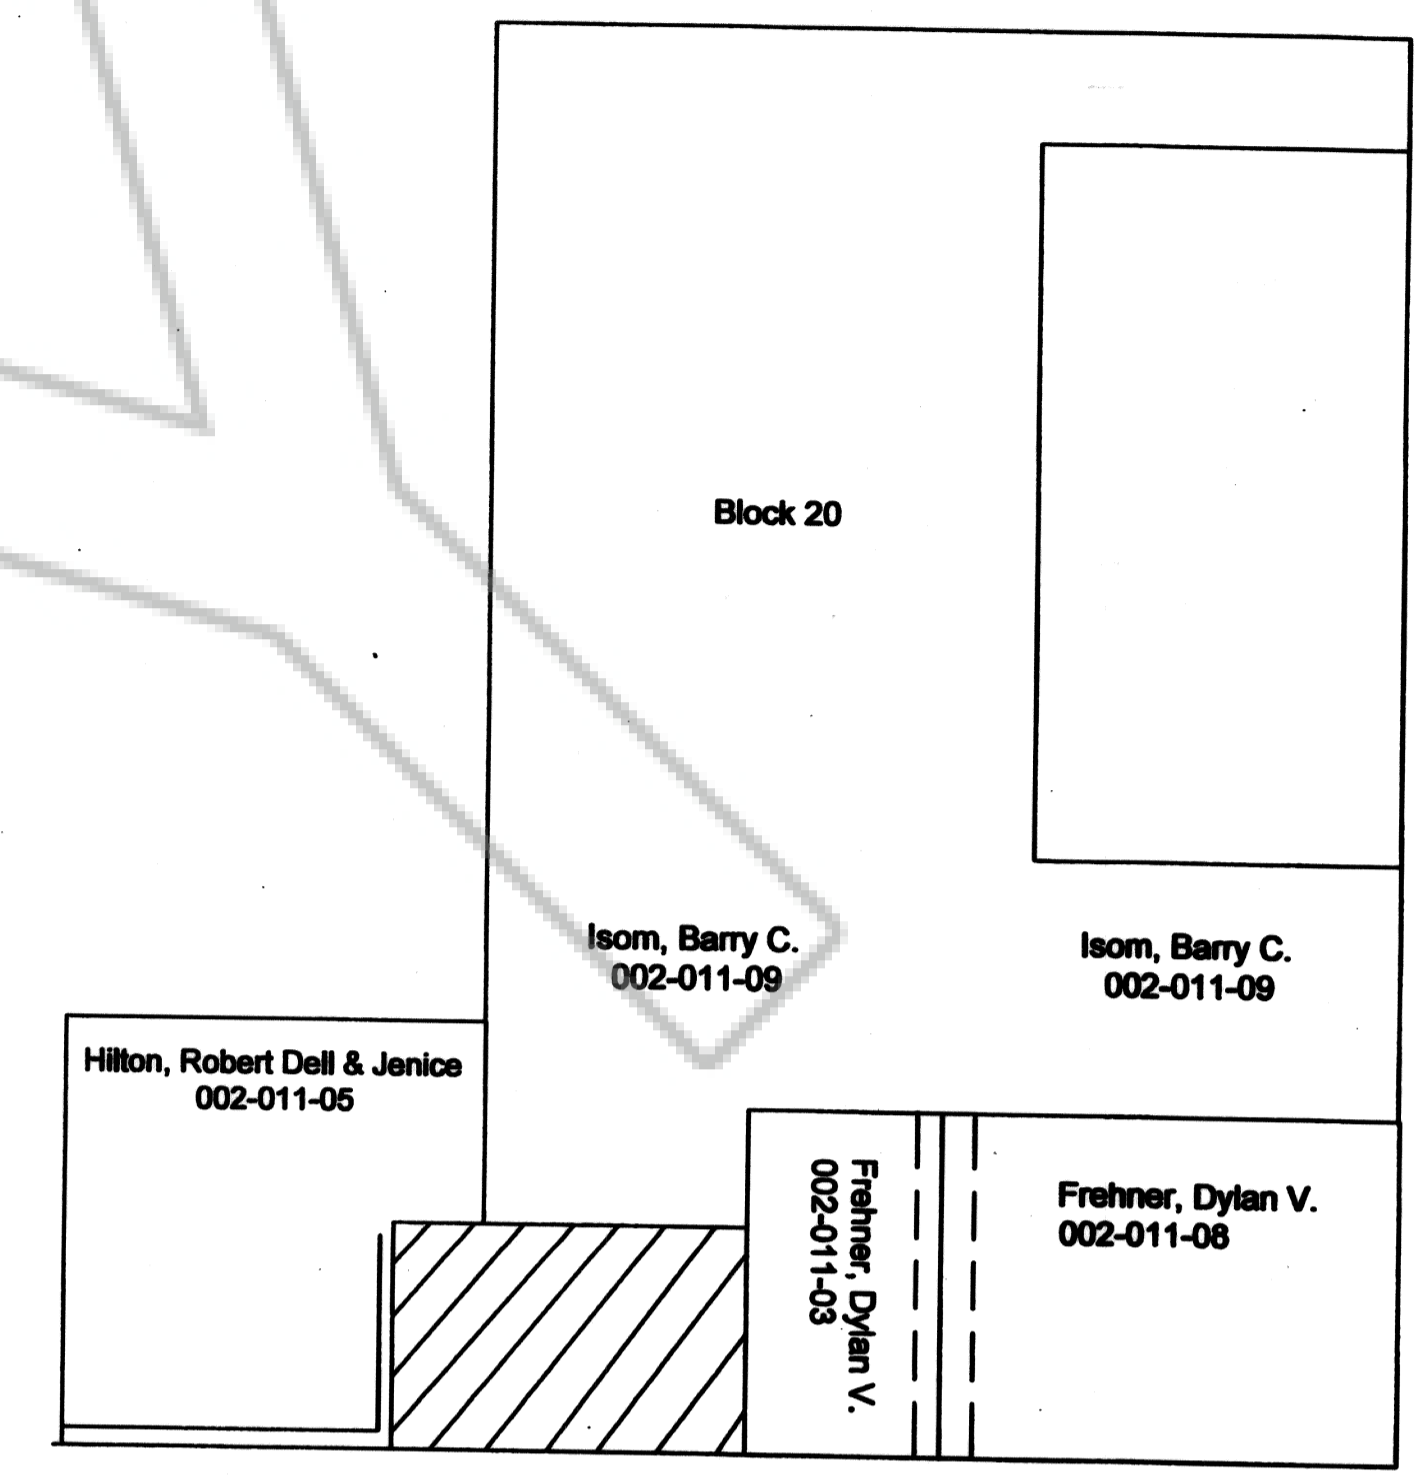 Block 20
Isom, Barry C.
002-011-09
Isom, Barry C.
002-011-09
Hilton, Robert Dell & Jenice
002-011-05
Frehner, Dylan V.
002-011-03
Frehner, Dylan V.
002-011-08